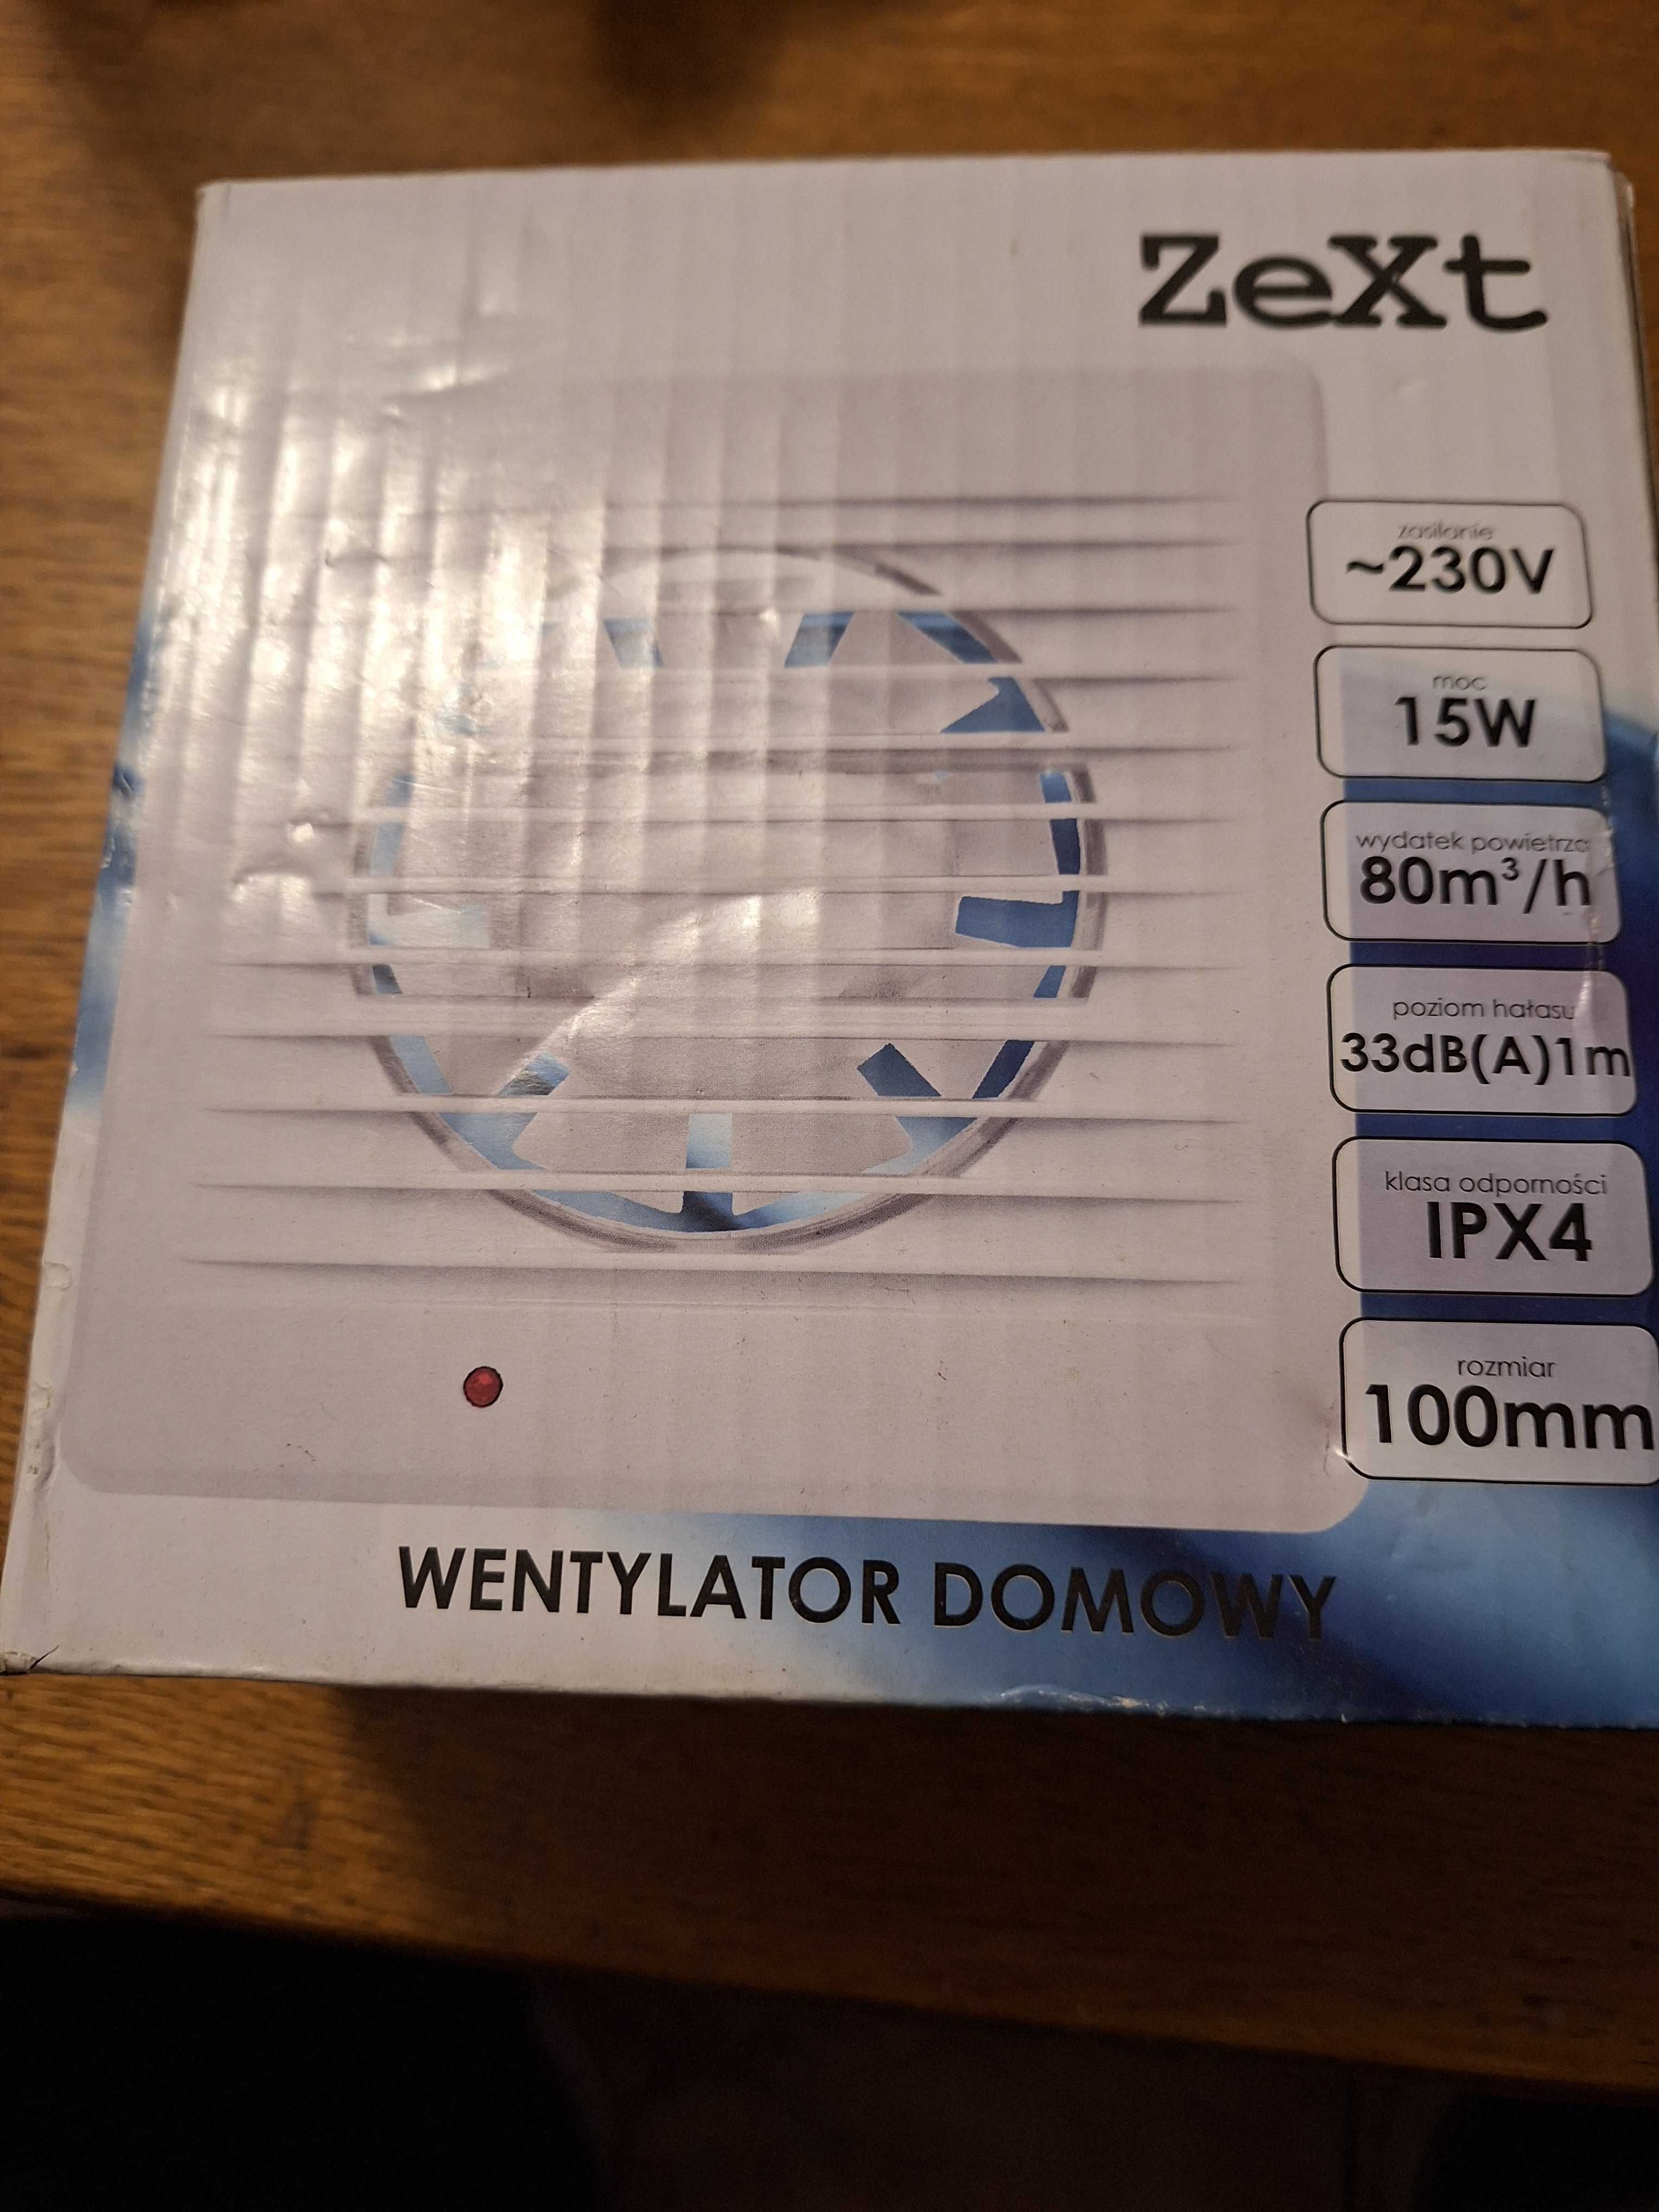 ZeXt
zasilanie
~230V
moc
15W
wydatek powietrza
80m³/h
poziom hałasu
33dB(A)1m
klasa odporności
IPX4
rozmiar
100mm
WENTYLATOR DOMOWY